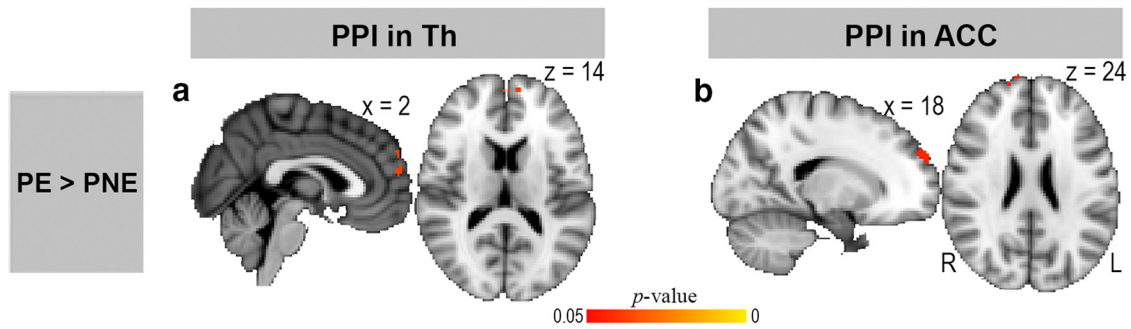 PPI in Th
PPI in ACC
a
x = 2
z = 14
b
x = 18
z = 24
PE > PNE
R
L
p-value
0.05
0